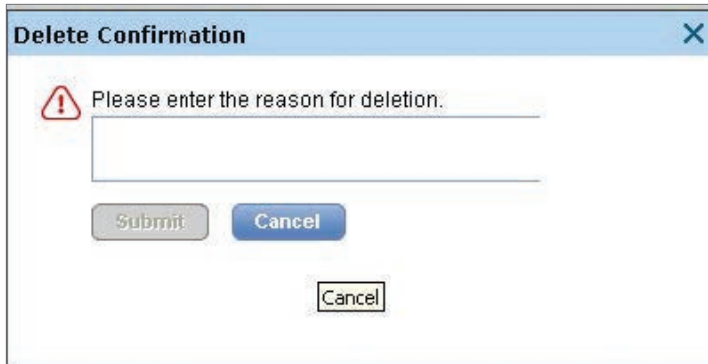 Delete Confirmation
Please enter the reason for deletion.
Submit Cancel
Cancel